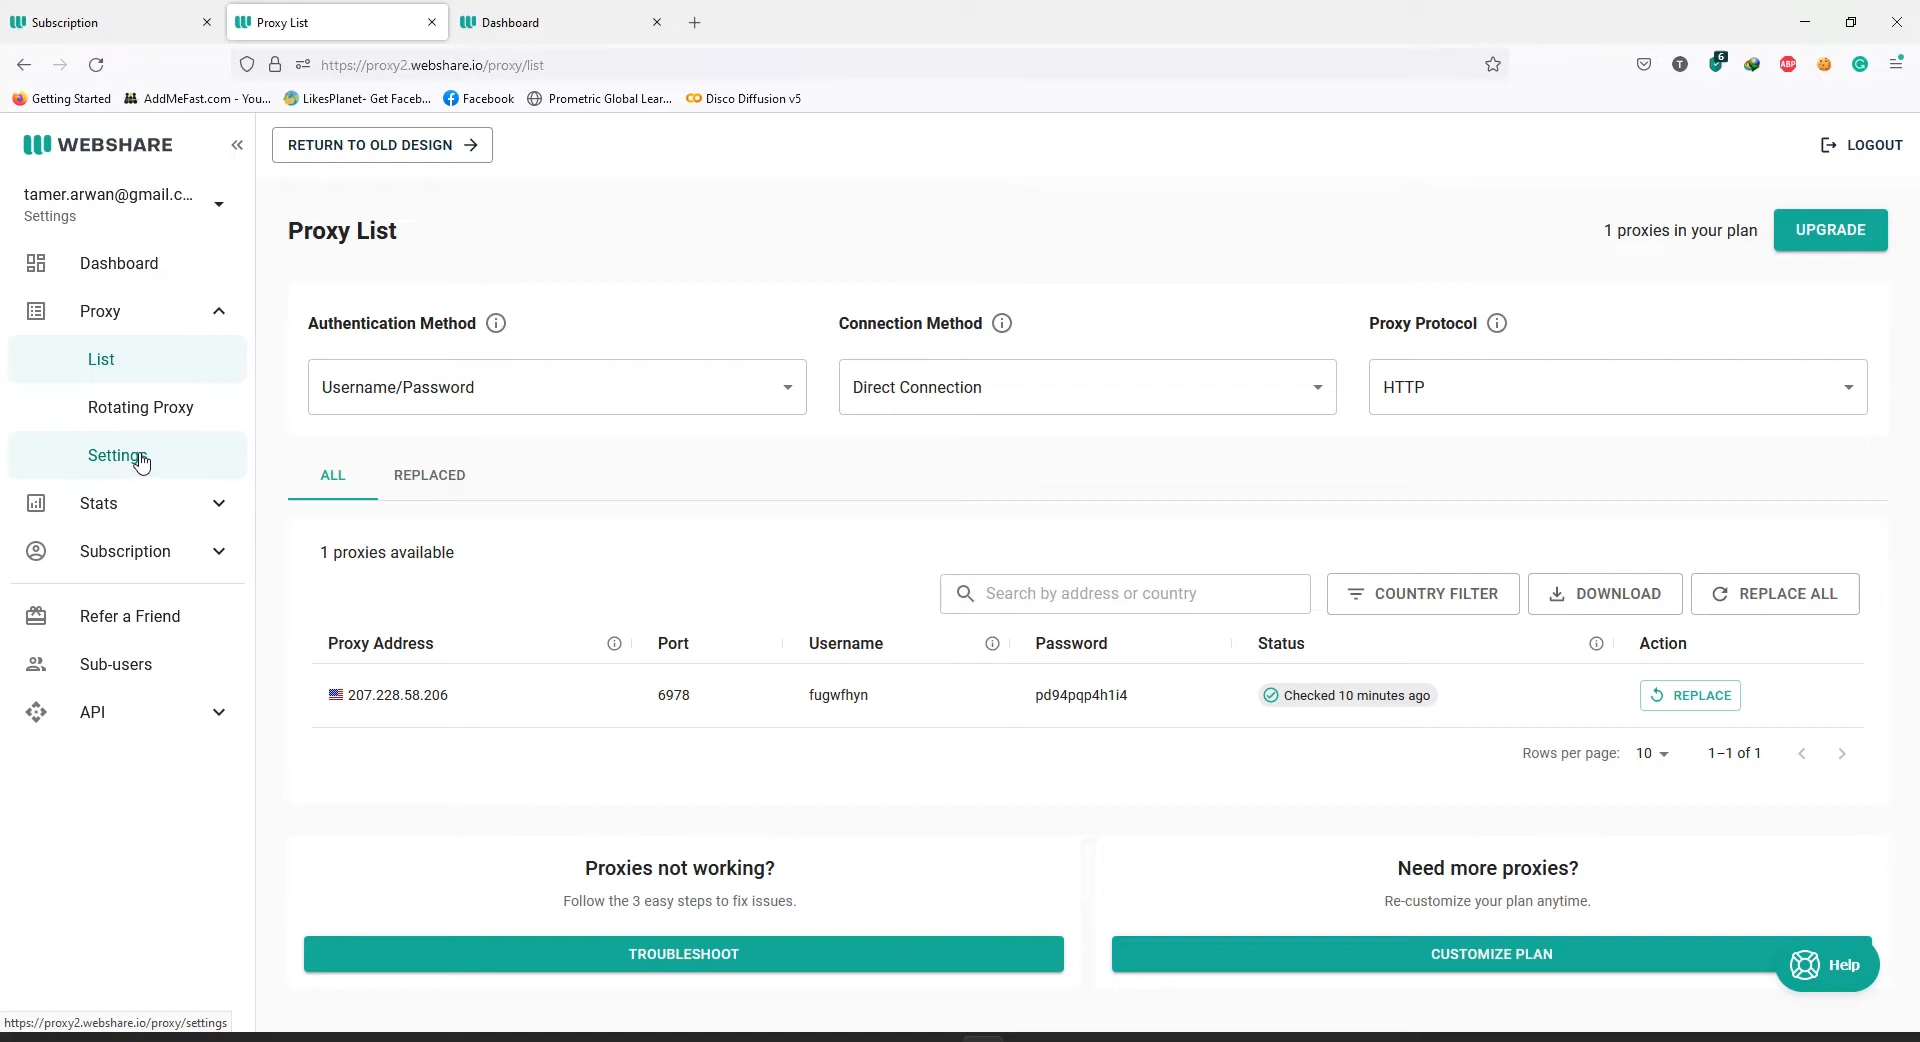 Subscription
Proxy List
Dashboard
https://proxy2.webshare.io/proxy/list
6
T
ABP
Getting Started
AddMeFast.com - You...
LikesPlanet- Get Faceb...
Facebook
Prometric Global Lear...
Disco Diffusion v5
WEBSHARE
RETURN TO OLD DESIGN
LOGOUT
tamer.arwan@gmail.c...
Settings
Dashboard
Proxy
List
Rotating Proxy
Settings
Stats
Subscription
Refer a Friend
Sub-users
API
Proxy List
1 proxies in your plan
UPGRADE
Authentication Method
Connection Method
Proxy Protocol
Username/Password
Direct Connection
HTTP
ALL
REPLACED
1 proxies available
Search by address or country
COUNTRY FILTER
DOWNLOAD
REPLACE ALL
Proxy Address
Port
Username
Password
Status
Action
207.228.58.206
6978
fugwfhyn
pd94pqp4h1i4
Checked 10 minutes ago
REPLACE
Rows per page:
10
1–1 of 1
Proxies not working?
Follow the 3 easy steps to fix issues.
TROUBLESHOOT
Need more proxies?
Re-customize your plan anytime.
CUSTOMIZE PLAN
Help
https://proxy2.webshare.io/proxy/settings